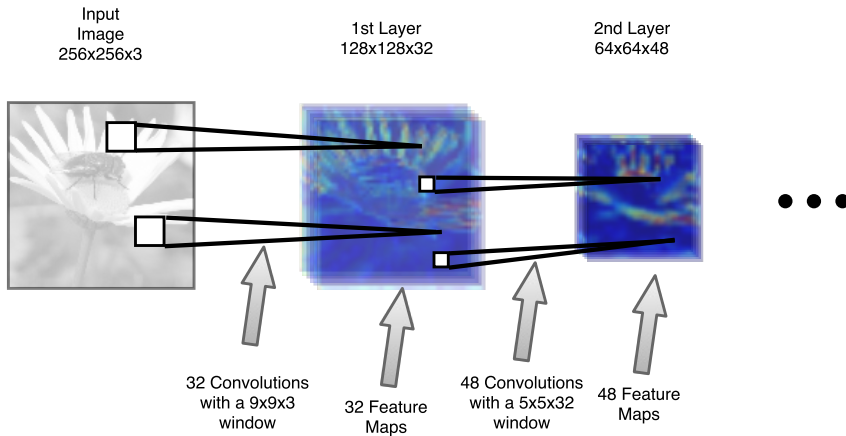 Input
Image
256x256x3
1st Layer
128x128x32
2nd Layer
64x64x48
32 Convolutions
with a 9x9x3
window
32 Feature
Maps
48 Convolutions
with a 5x5x32
window
48 Feature
Maps